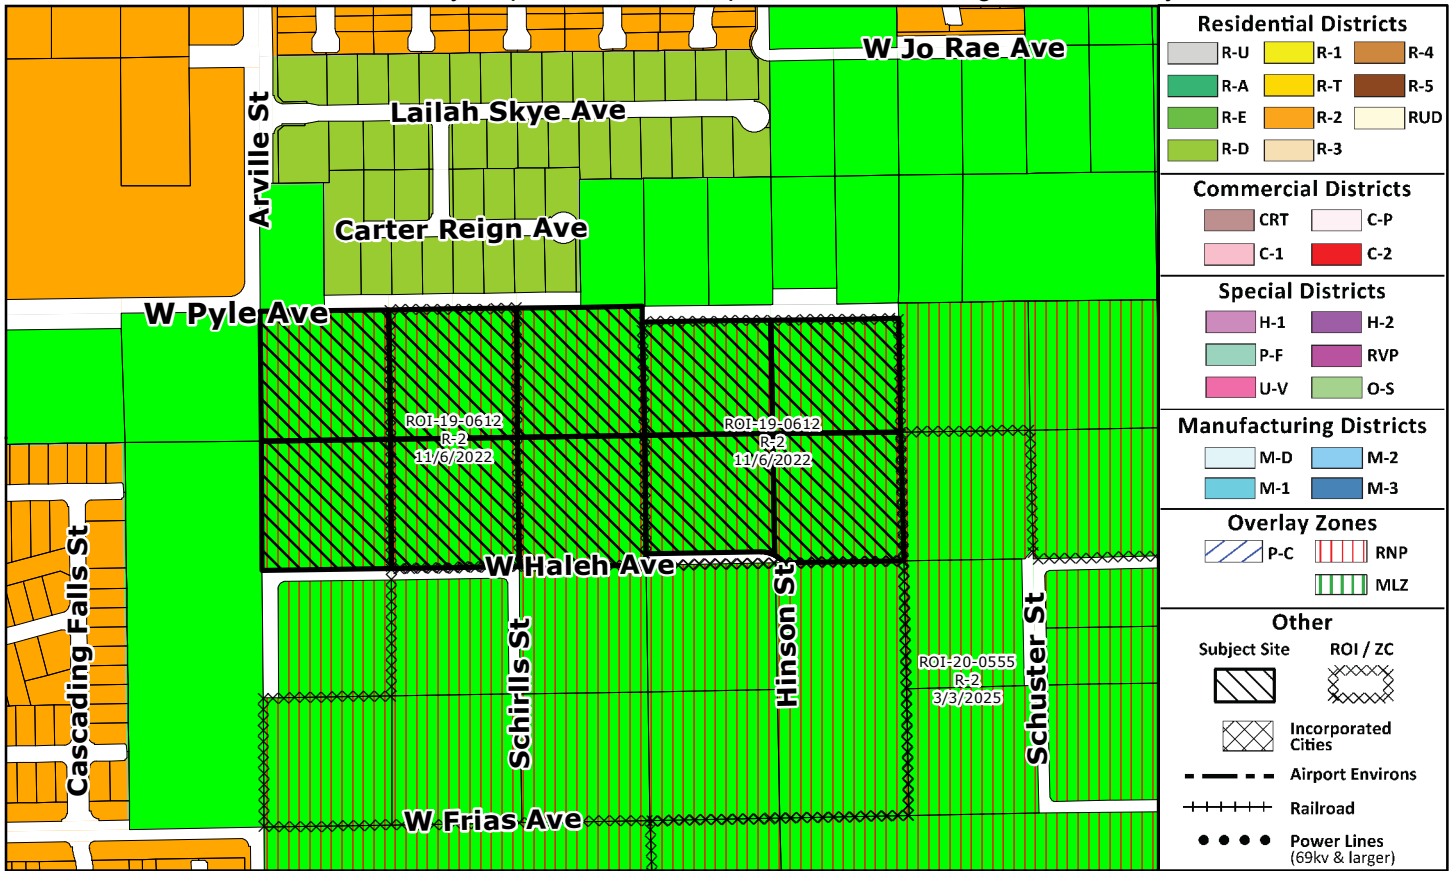 W Jo Rae Ave
Lailah Skye Ave
Arville St
Carter Reign Ave
W Pyle Ave
ROI-19-0612
R-2
11/6/2022
ROI-19-0612
R-2
11/6/2022
W Haleh Ave
Cascading Falls St
Schirlls St
Hinson St
Schuster St
ROI-20-0555
R-2
3/3/2025
W Frias Ave
Residential Districts
R-U R-1 R-4
R-A R-T R-5
R-E R-2 RUD
R-D R-3
Commercial Districts
CRT C-P
C-1 C-2
Special Districts
H-1 H-2
P-F RVP
U-V O-S
Manufacturing Districts
M-D M-2
M-1 M-3
Overlay Zones
P-C RNP
MLZ
Other
Subject Site ROI / ZC
Incorporated
Cities
Airport Environs
Railroad
Power Lines
(69kv & larger)